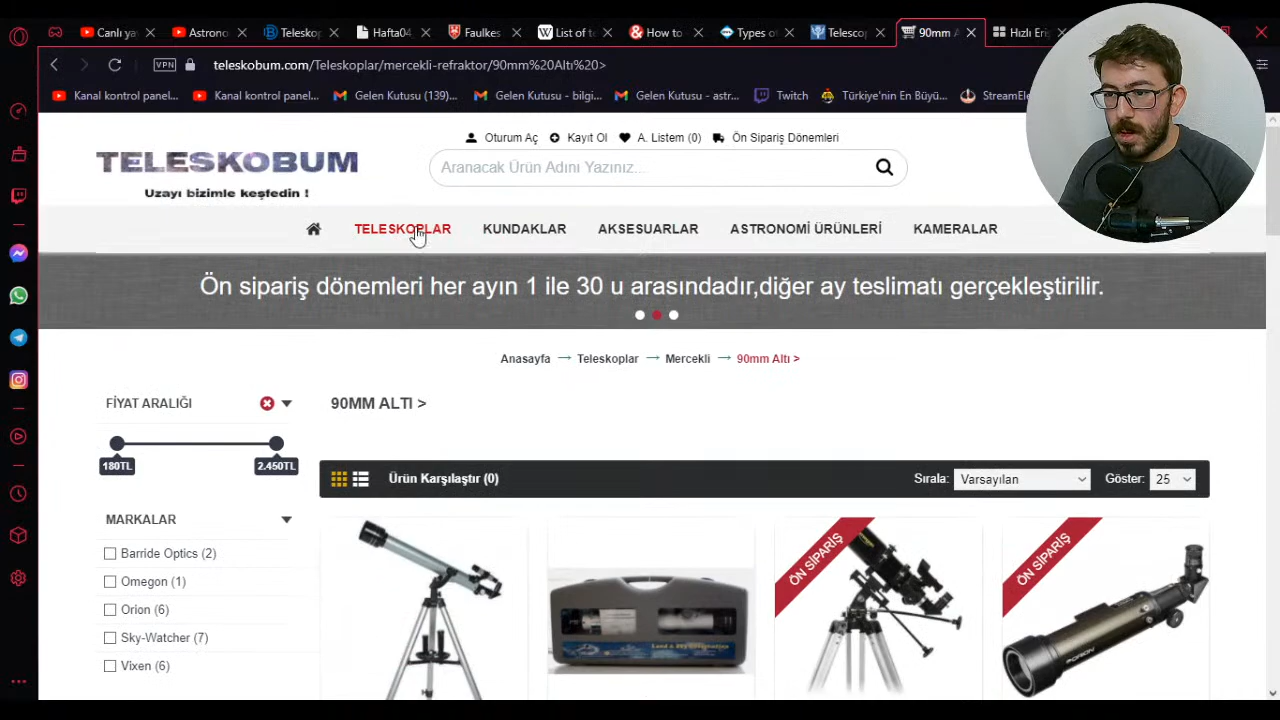 Canlı yay
Astrono
Teleskop
Hafta04
Faulkes
List of te
How to
Types of
Telescop
90mm A
Hızlı Eri
VPN
teleskobum.com/Teleskoplar/mercekli-refraktor/90mm%20Altı%20>
Kanal kontrol panel...
Kanal kontrol panel...
Gelen Kutusu (139)...
Gelen Kutusu - bilgi...
Gelen Kutusu - astr...
Twitch
Türkiye'nin En Büyü...
StreamEle
Oturum Aç
Kayıt Ol
A. Listem (0)
Ön Sipariş Dönemleri
TELESKOBUM
Uzayı bizimle keşfedin !
Aranacak Ürün Adını Yazınız...
TELESKOPLAR
KUNDAKLAR
AKSESUARLAR
ASTRONOMİ ÜRÜNLERİ
KAMERALAR
Ön sipariş dönemleri her ayın 1 ile 30 u arasındadır,diğer ay teslimatı gerçekleştirilir.
Anasayfa → Teleskoplar → Mercekli → 90mm Altı >
FİYAT ARALIĞI
180TL
2.450TL
MARKALAR
Barride Optics (2)
Omegon (1)
Orion (6)
Sky-Watcher (7)
Vixen (6)
90MM ALTI >
Ürün Karşılaştır (0)
Sırala:
Varsayılan
Göster:
25
ÖN SİPARİŞ
ÖN SİPARİŞ
ORION